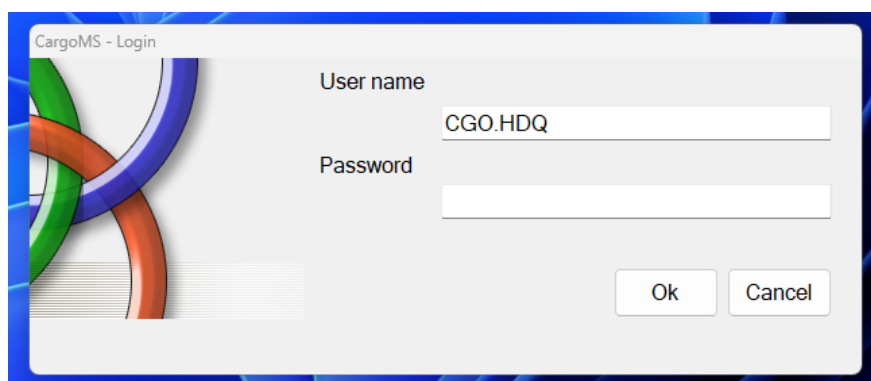 CargoMS - Login
User name
CGO.HDQ
Password
Ok
Cancel